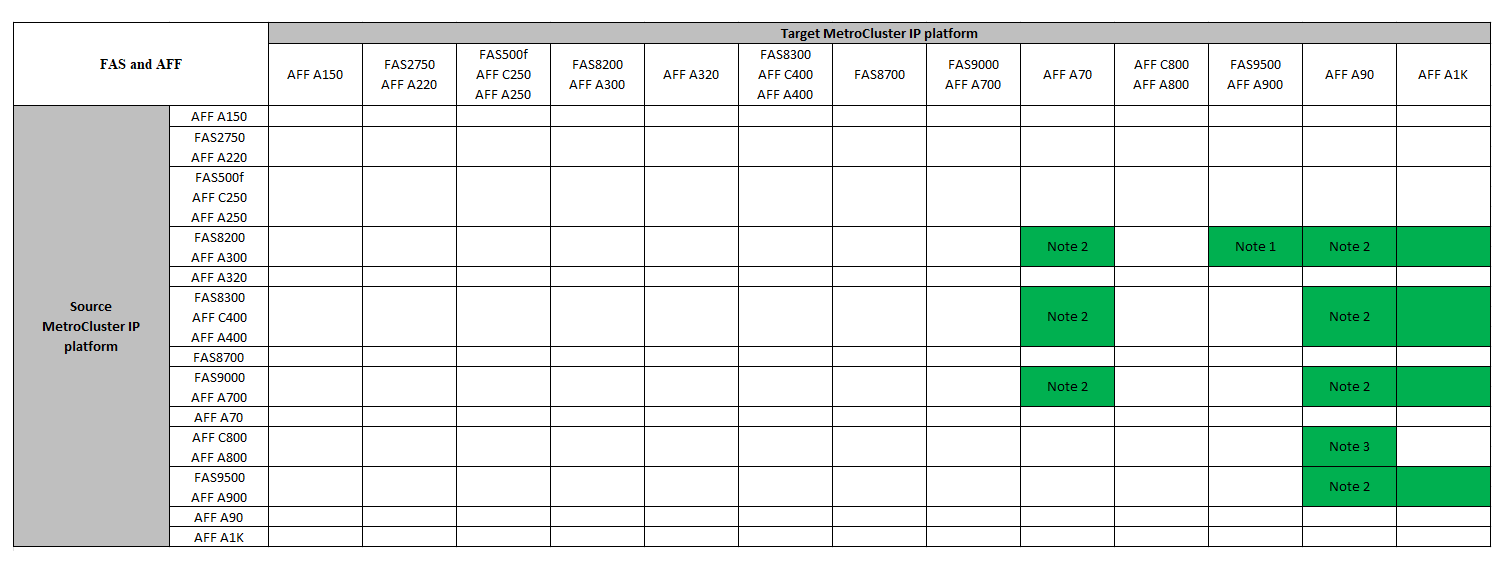 Target MetroCluster IP platform
FAS and AFF
AFF A150
FAS2750
AFF A220
FAS500f
AFF C250
AFF A250
FAS8200
AFF A300
AFF A320
FAS8300
AFF C400
AFF A400
FAS8700
FAS9000
AFF A700
AFF A70
AFF C800
AFF A800
FAS9500
AFF A900
AFF A90
AFF A1K
Source
MetroCluster IP
platform
AFF A150
FAS2750
AFF A220
FAS500f
AFF C250
AFF A250
FAS8200
AFF A300
Note 2
Note 1
Note 2
AFF A320
FAS8300
AFF C400
AFF A400
Note 2
Note 2
FAS8700
FAS9000
AFF A700
Note 2
Note 2
AFF A70
AFF C800
AFF A800
Note 3
FAS9500
AFF A900
Note 2
AFF A90
AFF A1K